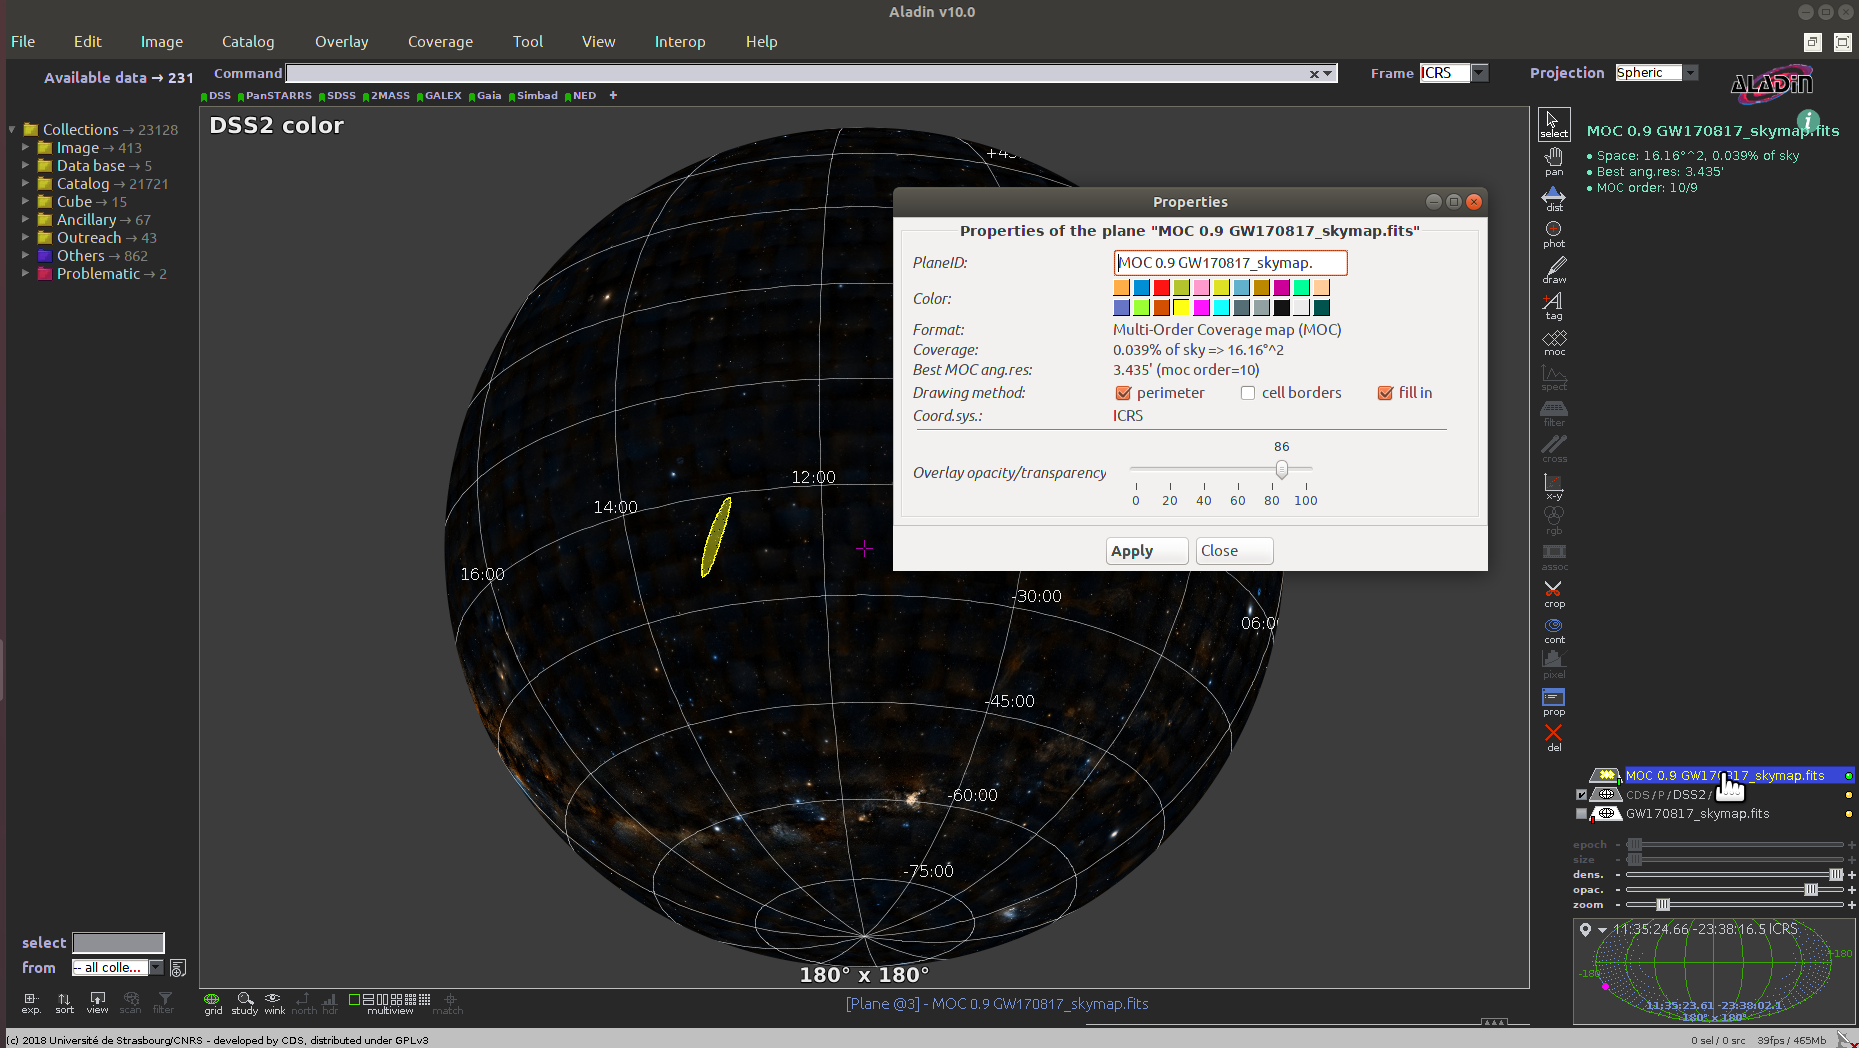 Aladin v10.0
File Edit Image Catalog Overlay Coverage Tool View Interop Help
Available data → 231
Command
Frame ICRS
Projection Spheric
ALADIN
DSS PanSTARRS SDSS 2MASS GALEX Gaia Simbad NED +
Collections → 23128
Image → 413
Data base → 5
Catalog → 21721
Cube → 15
Ancillary → 67
Outreach → 43
Others → 862
Problematic → 2
DSS2 color
12:00
14:00
16:00
-30:00
06:0
-45:00
-60:00
-75:00
180° x 180°
Properties
Properties of the plane "MOC 0.9 GW170817_skymap.fits"
PlaneID: MOC 0.9 GW170817_skymap.
Color:
Format: Multi-Order Coverage map (MOC)
Coverage: 0.039% of sky => 16.16°^2
Best MOC ang.res: 3.435' (moc order=10)
Drawing method: perimeter cell borders fill in
Coord.sys.: ICRS
86
Overlay opacity/transparency
0 20 40 60 80 100
Apply Close
select
pan
dist
phot
draw
tag
moc
spect
filter
cross
x-y
rgb
assoc
crop
cont
pixel
prop
del
MOC 0.9 GW170817_skymap.fits
• Space: 16.16°^2, 0.039% of sky
• Best ang.res: 3.435'
• MOC order: 10/9
MOC 0.9 GW170817_skymap.fits
CDS/P/DSS2/
GW170817_skymap.fits
epoch - +
size - +
dens. - +
opac. - +
zoom - +
11:35:24.66 -23:38:16.5 ICRS
+180
-180
11:35:23.61 -23:38:02.1
180° x 180°
select
from -- all colle...
exp. sort view scan filter
grid study wink north hdr multiview match
[Plane @3] - MOC 0.9 GW170817_skymap.fits
(c) 2018 Université de Strasbourg/CNRS - developed by CDS, distributed under GPLv3
0 sel / 0 src 39fps / 465Mb